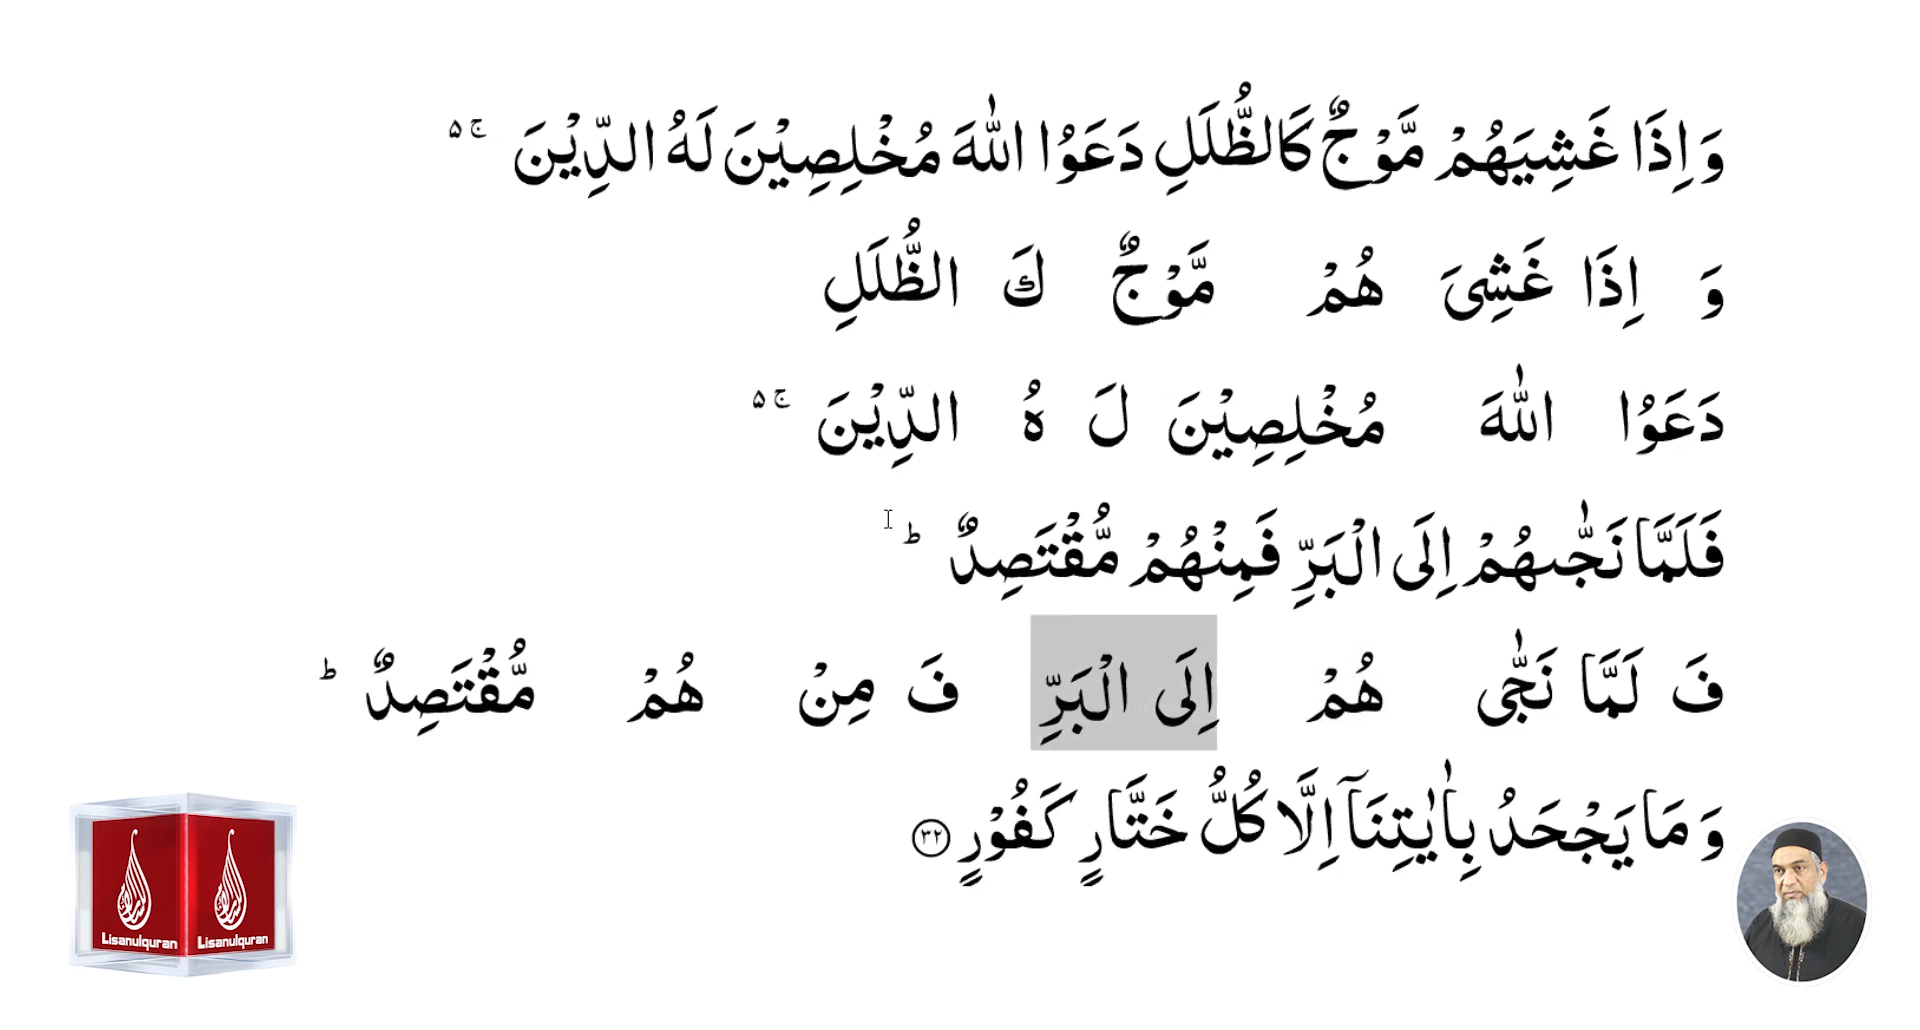 وَ اِذَا غَشِيَهُمْ مَّوْجٌ كَالظُّلَلِ دَعَوُا اللّٰهَ مُخْلِصِيْنَ لَهُ الدِّيْنَ ۚ۬
وَ اِذَا غَشِىَ هُمْ مَّوْجٌ كَ الظُّلَلِ
دَعَوُا اللّٰهَ مُخْلِصِيْنَ لَ هُ الدِّيْنَ ۚ۬
فَلَمَّا نَجّٰىهُمْ اِلَى الْبَرِّ فَمِنْهُمْ مُّقْتَصِدٌ ؕ
فَ لَمَّا نَجّٰى هُمْ اِلَى الْبَرِّ فَ مِنْ هُمْ مُّقْتَصِدٌ ؕ
وَ مَا يَجْحَدُ بِاٰيٰتِنَاۤ اِلَّا كُلُّ خَتَّارٍ كَفُوْرٍ ۝۳۲
Lisanulquran Lisanulquran